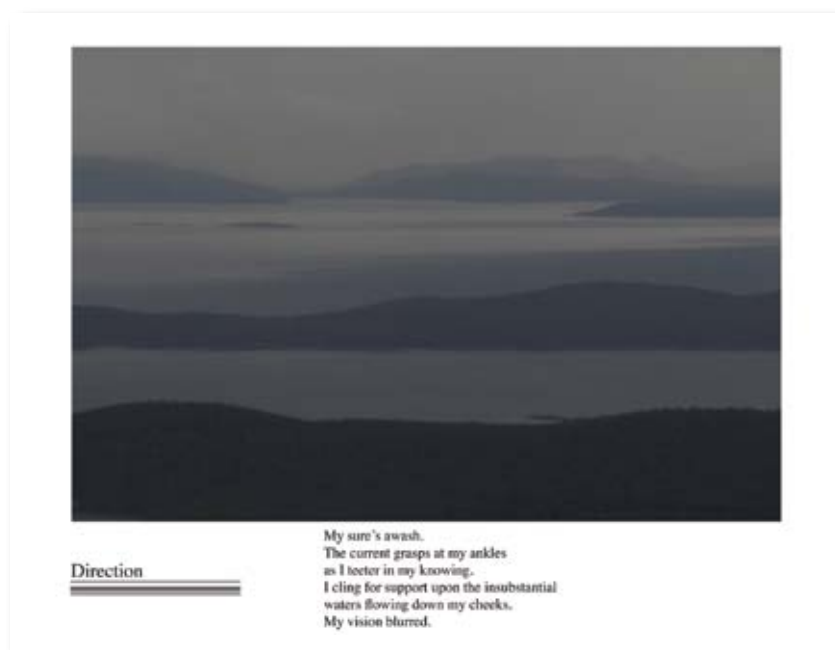 Direction
My sure's awash.
The current grasps at my ankles
as I teeter in my knowing.
I cling for support upon the insubstantial
waters flowing down my cheeks.
My vision blurred.